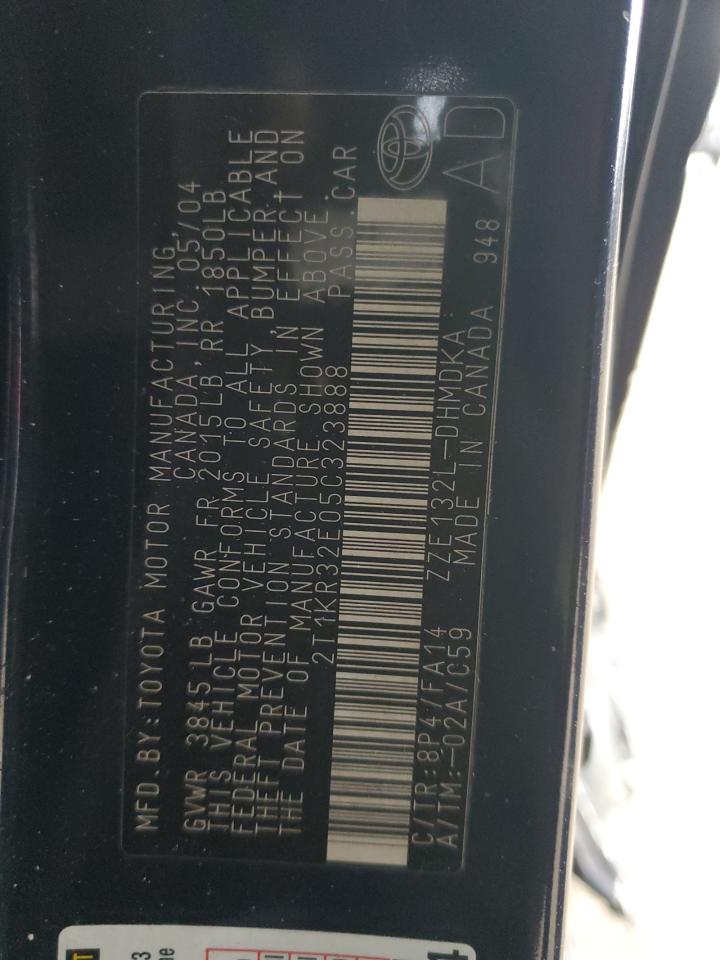 MFD.BY:TOYOTA MOTOR MANUFACTURING,
CANADA, INC. 05/04
GVWR 3845 LB GAWR FR 2015LB, RR 1850LB
THIS VEHICLE CONFORMS TO ALL APPLICABLE
FEDERAL MOTOR VEHICLE SAFETY, BUMPER AND
THEFT PREVENTION STANDARDS IN EFFECT ON
THE DATE OF MANUFACTURE SHOWN ABOVE.
2T1KR32E05C323888 PASS. CAR
C/TR:8P47FA14 ZZE132L-DHMDKA
A/TM:-02A/C59 MADE IN CANADA 948
AD